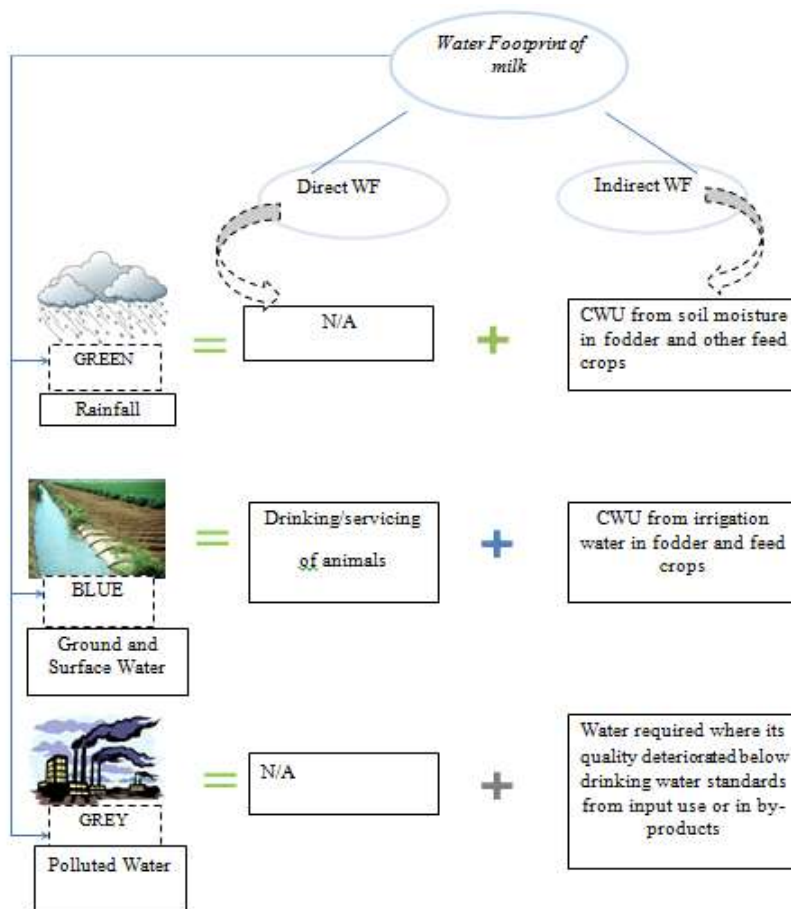 Water Footprint of
milk
Direct WF
Indirect WF
GREEN
Rainfall
=
N/A
+
CWU from soil moisture
in fodder and other feed
crops
BLUE
Ground and
Surface Water
=
Drinking/servicing
of animals
+
CWU from irrigation
water in fodder and feed
crops
GREY
Polluted Water
=
N/A
+
Water required where its
quality deteriorated below
drinking water standards
from input use or in by-
products